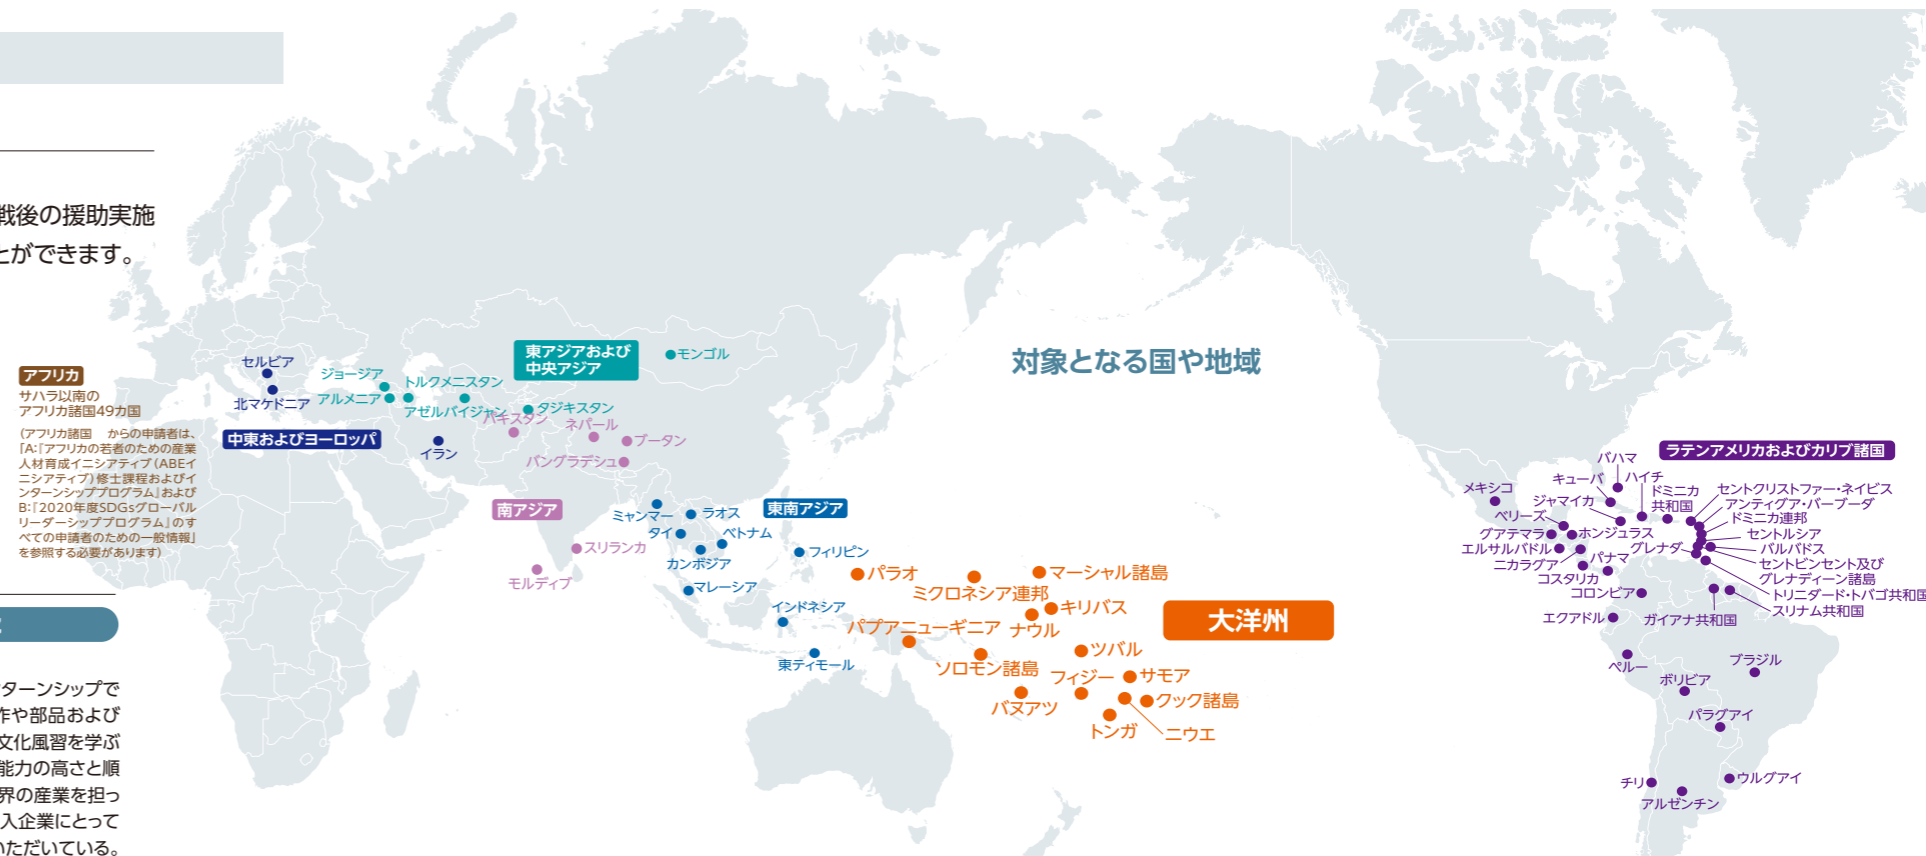 戦後の援助実施
とができます。
アフリカ
サハラ以南の
アフリカ諸国49カ国
(アフリカ諸国 からの申請者は、
「A:『アフリカの若者のための産業
人材育成イニシアティブ(ABEイ
ニシアティブ)修士課程およびイ
ンターンシッププログラム』および
B:『2020年度SDGsグローバル
リーダーシッププログラム』のす
べての申請者のための一般情報」
を参照する必要があります)
ターンシップで
作や部品および
文化風習を学ぶ
能力の高さと順
界の産業を担っ
入企業にとって
いただいている。
セルビア
北マケドニア
中東およびヨーロッパ
イラン
ジョージア
アルメニア
トルクメニスタン
アゼルバイジャン
東アジアおよび
中央アジア
モンゴル
タジキスタン
パキスタン
ネパール
ブータン
バングラデシュ
南アジア
スリランカ
モルディブ
東南アジア
ミャンマー
ラオス
タイ
ベトナム
カンボジア
フィリピン
マレーシア
インドネシア
東ティモール
対象となる国や地域
大洋州
パラオ
ミクロネシア連邦
マーシャル諸島
キリバス
パプアニューギニア
ナウル
ソロモン諸島
ツバル
フィジー
サモア
バヌアツ
クック諸島
トンガ
ニウエ
ラテンアメリカおよびカリブ諸国
バハマ
キューバ
ハイチ
メキシコ
ジャマイカ
ドミニカ
共和国
セントクリストファー・ネイビス
アンティグア・バーブーダ
ドミニカ連邦
ベリーズ
グアテマラ
ホンジュラス
セントルシア
エルサルバドル
グレナダ
バルバドス
ニカラグア
パナマ
セントビンセント及び
グレナディーン諸島
コスタリカ
コロンビア
トリニダード・トバゴ共和国
スリナム共和国
エクアドル
ガイアナ共和国
ペルー
ブラジル
ボリビア
パラグアイ
チリ
ウルグアイ
アルゼンチン